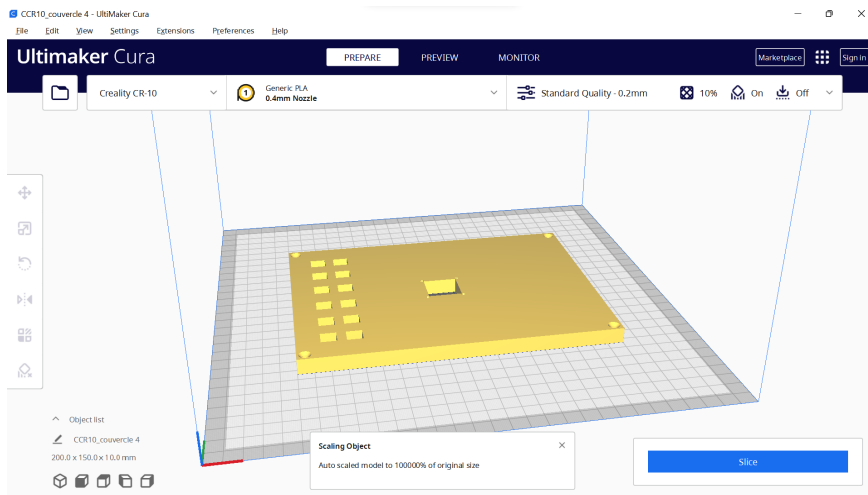 CCR10_couvercle 4 - UltiMaker Cura
File Edit View Settings Extensions Preferences Help
Ultimaker Cura PREPARE PREVIEW MONITOR Marketplace Sign in
Creality CR-10 1 Generic PLA
0.4mm Nozzle
Standard Quality - 0.2mm 10% On Off
Object list
CCR10_couvercle 4
200.0 x 150.0 x 10.0 mm
Scaling Object
Auto scaled model to 100000% of original size
Slice